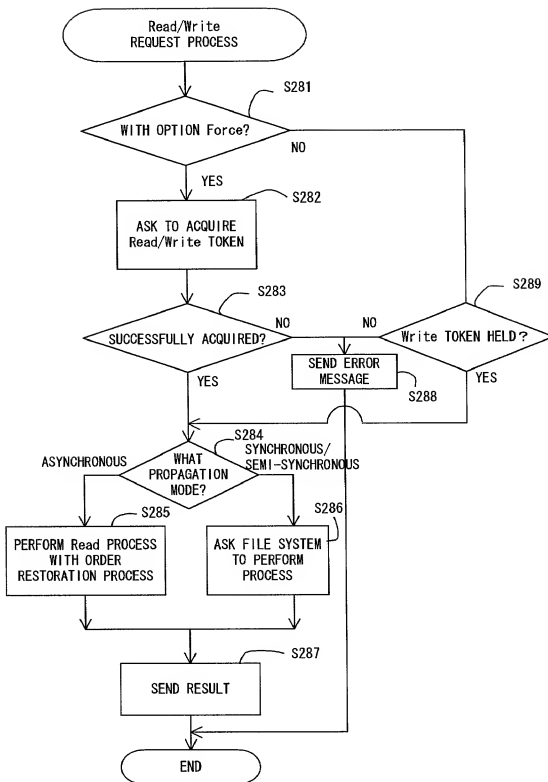 Read/Write
REQUEST PROCESS
S281
WITH OPTION Force?
NO
YES
S282
ASK TO ACQUIRE
Read/Write TOKEN
S283
S289
SUCCESSFULLY ACQUIRED?
NO
NO
Write TOKEN HELD?
SEND ERROR
MESSAGE
S288
YES
YES
S284
ASYNCHRONOUS
WHAT
PROPAGATION
MODE?
SYNCHRONOUS/
SEMI-SYNCHRONOUS
S285
S286
PERFORM Read PROCESS
WITH ORDER
RESTORATION PROCESS
ASK FILE SYSTEM
TO PERFORM
PROCESS
S287
SEND RESULT
END